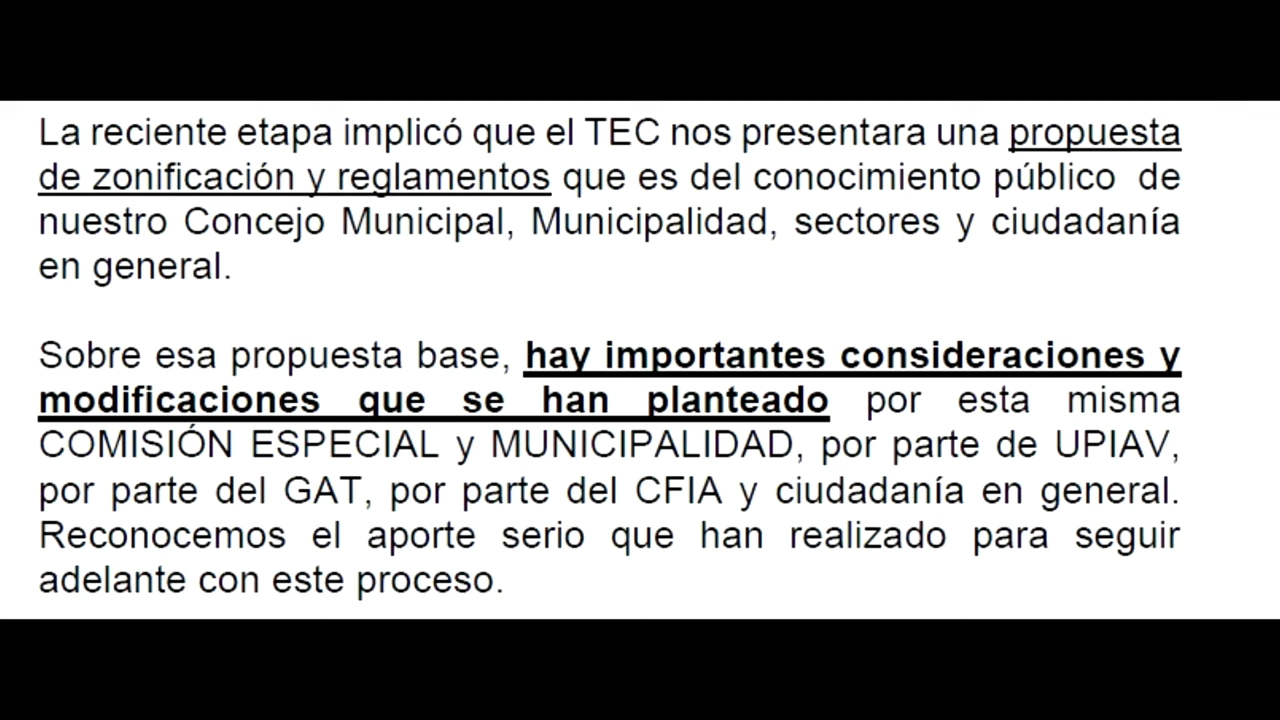 La reciente etapa implicó que el TEC nos presentara una propuesta
de zonificación y reglamentos que es del conocimiento público de
nuestro Concejo Municipal, Municipalidad, sectores y ciudadanía
en general.
Sobre esa propuesta base, hay importantes consideraciones y
modificaciones que se han planteado por esta misma
COMISIÓN ESPECIAL y MUNICIPALIDAD, por parte de UPIAV,
por parte del GAT, por parte del CFIA y ciudadanía en general.
Reconocemos el aporte serio que han realizado para seguir
adelante con este proceso.